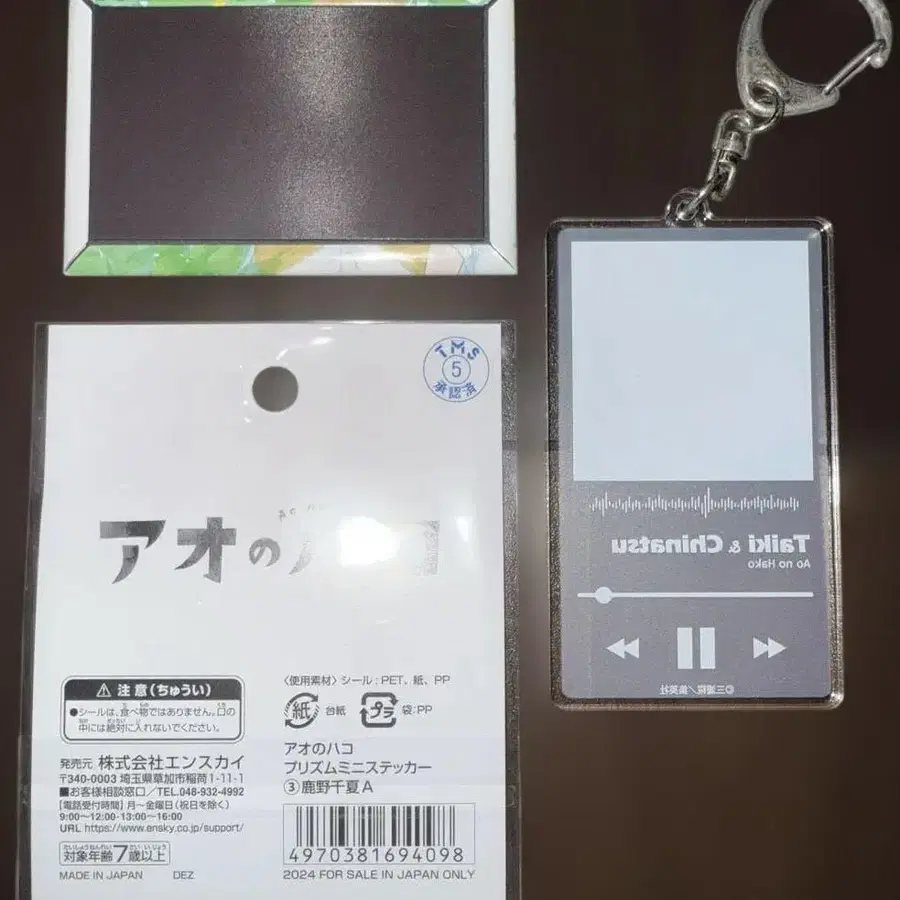 TMS
5
承認済
アオのハコ
⚠ 注意(ちゅうい)
●シールは、食べ物ではありません。口の
中には絶対に入れないでください。
発売元 株式会社エンスカイ
〒340-0003 埼玉県草加市稲荷1-11-1
■お客様相談窓口/TEL.048-932-4992
【電話受付時間】月〜金曜日(祝日を除く)
9:00〜12:00・13:00〜16:00
URL https://www.ensky.co.jp/support/
対象年齢7歳以上
MADE IN JAPAN DEZ
〈使用素材〉シール:PET、紙、PP
紙 台紙 プラ 袋:PP
アオのハコ
プリズムミニステッカー
③鹿野千夏A
4970381694098
2024 FOR SALE IN JAPAN ONLY
Taiki & Chinatsu
Ao no Hako
©三浦糀/集英社